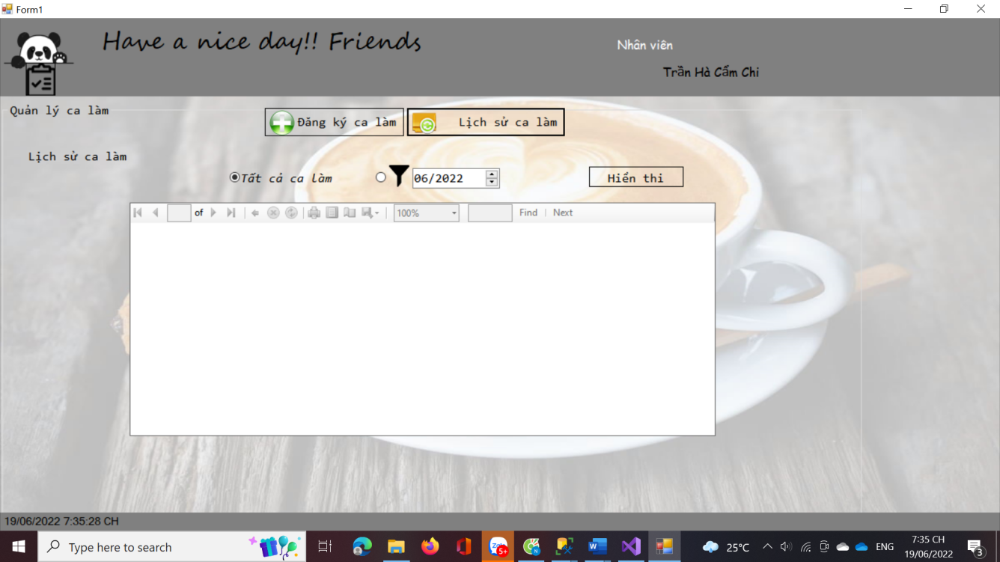 Form1
Have a nice day!! Friends
Nhân viên
Trần Hà Cẩm Chi
Quản lý ca làm
Đăng ký ca làm
Lịch sử ca làm
Lịch sử ca làm
Tất cả ca làm
06/2022
Hiển thi
of
100%
Find | Next
19/06/2022 7:35:28 CH
Type here to search
5+
N
W
25°C
ENG
7:35 CH
19/06/2022
3